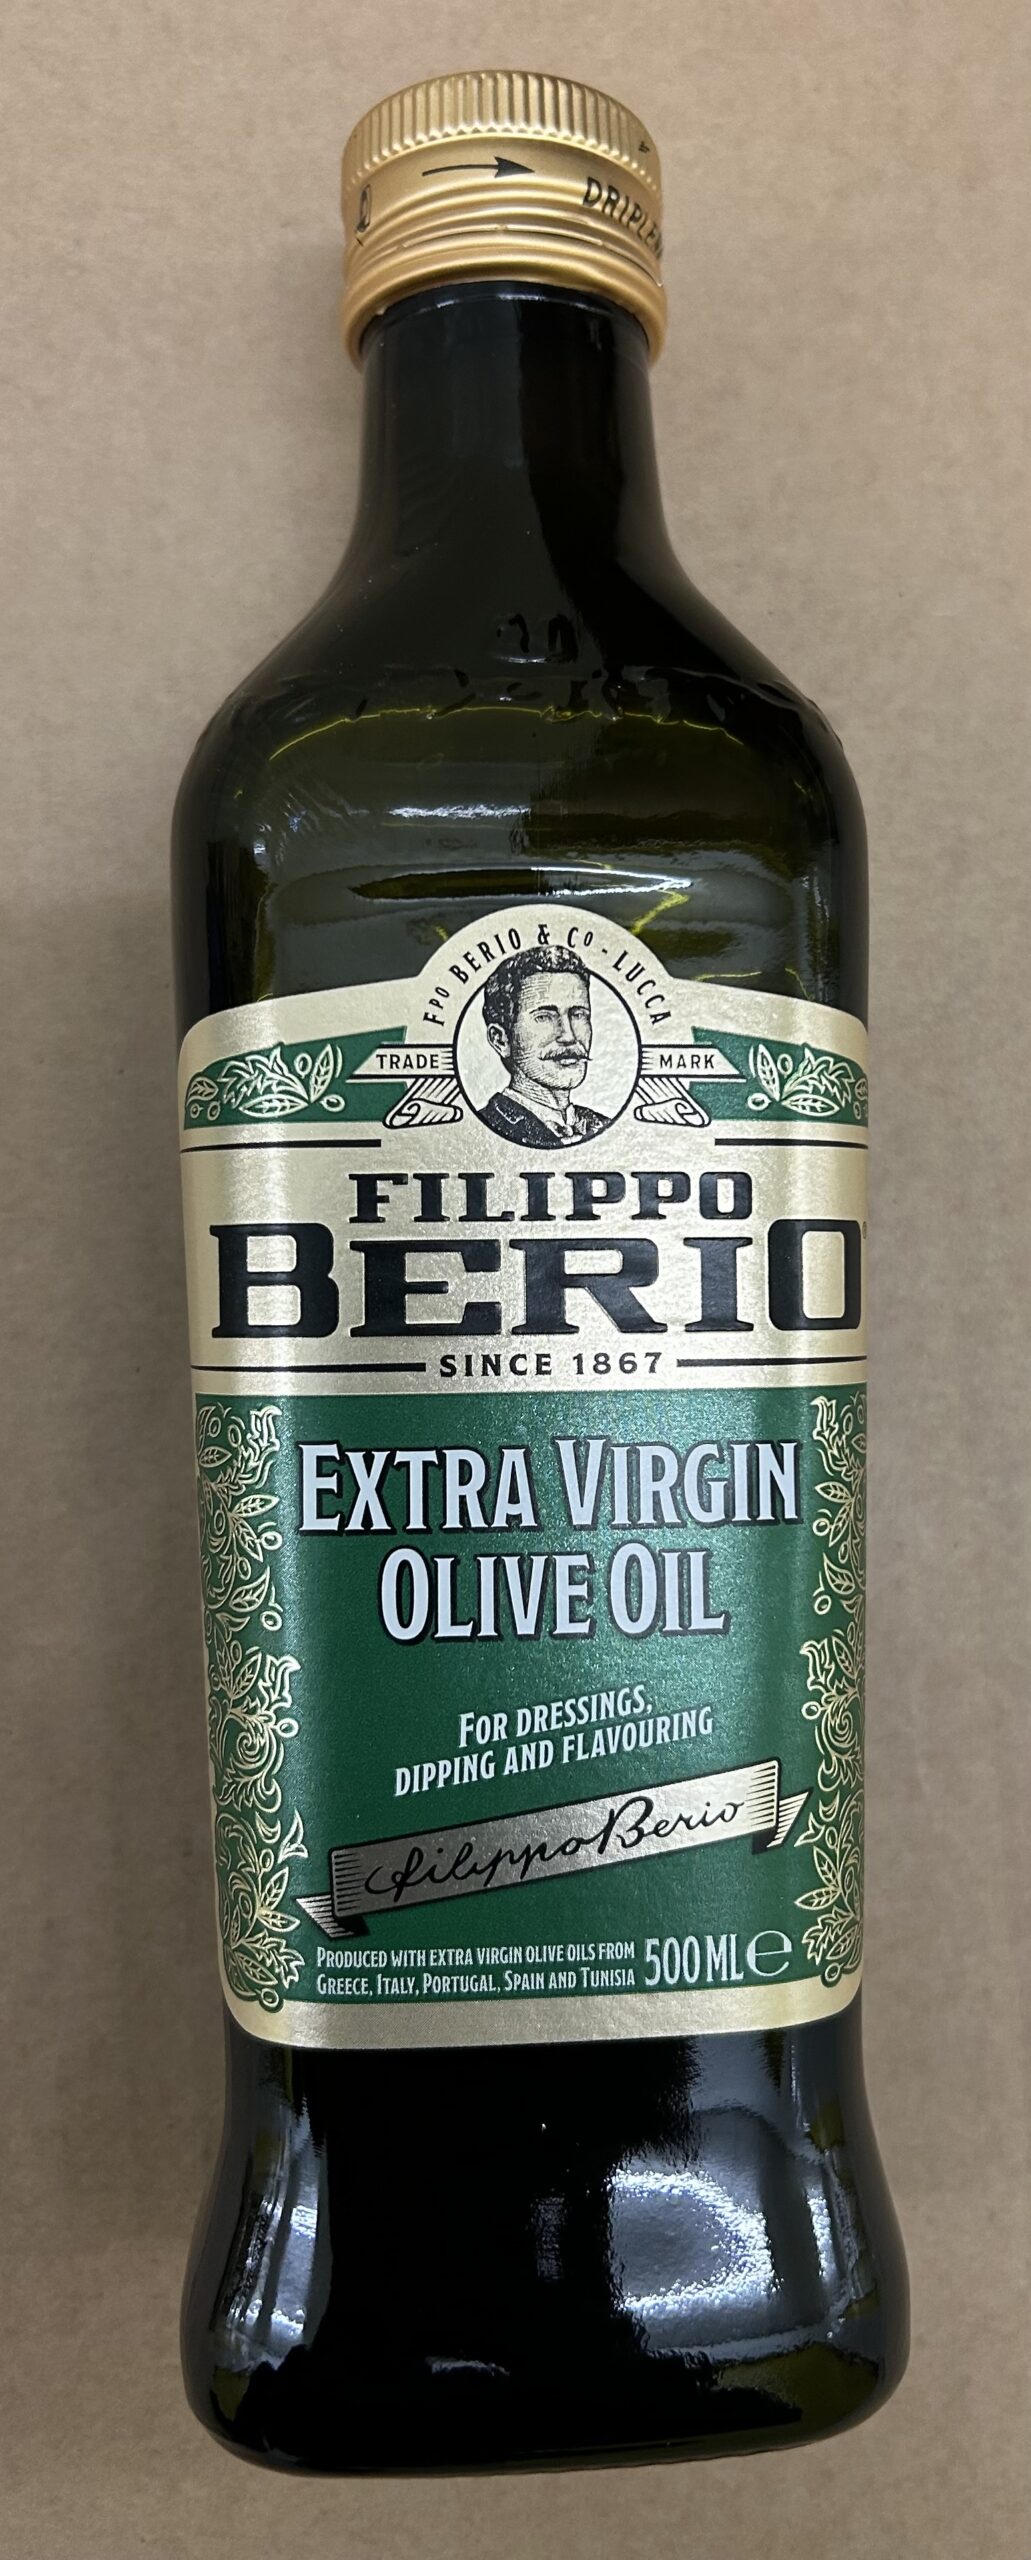 FPO BERIO & CO - LUCCA
TRADE MARK
FILIPPO
BERIO
SINCE 1867
EXTRA VIRGIN
OLIVE OIL
FOR DRESSINGS,
DIPPING AND FLAVOURING
Filippo Berio
PRODUCED WITH EXTRA VIRGIN OLIVE OILS FROM
GREECE, ITALY, PORTUGAL, SPAIN AND TUNISIA
500 ML e